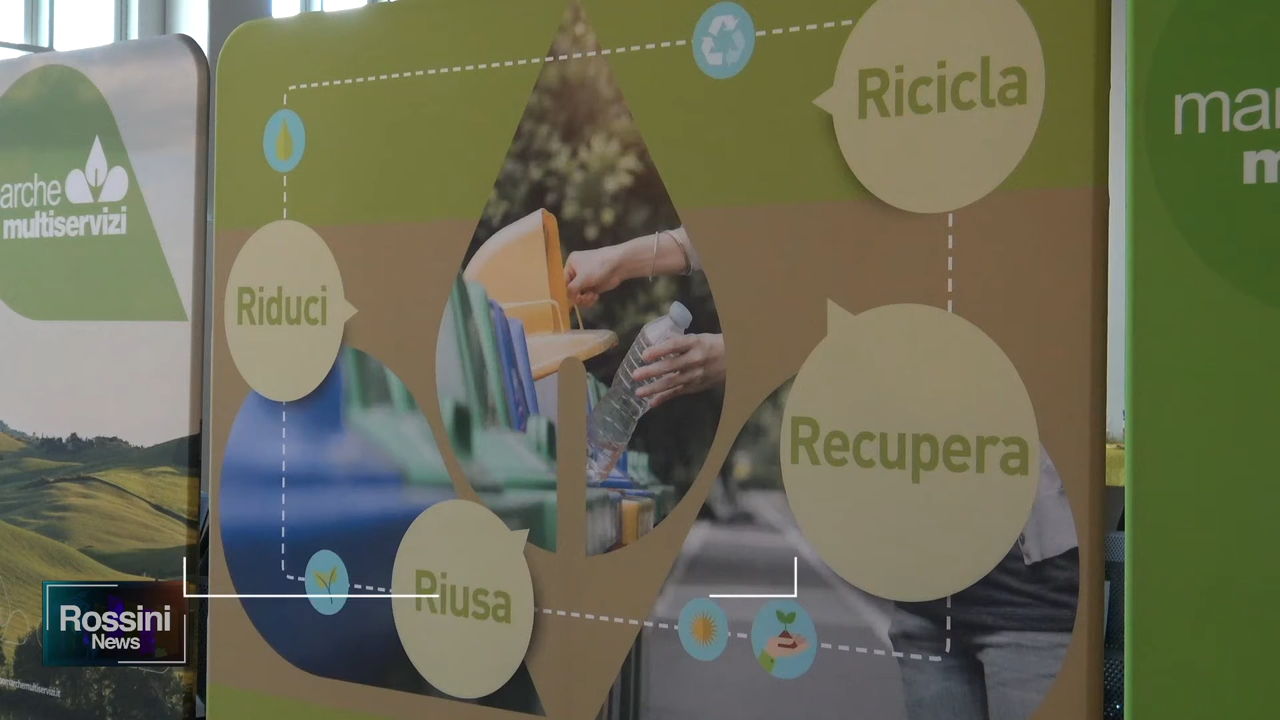 Ricicla
arche
multiservizi
mar
m
Riduci
Recupera
Riusa
Rossini
News